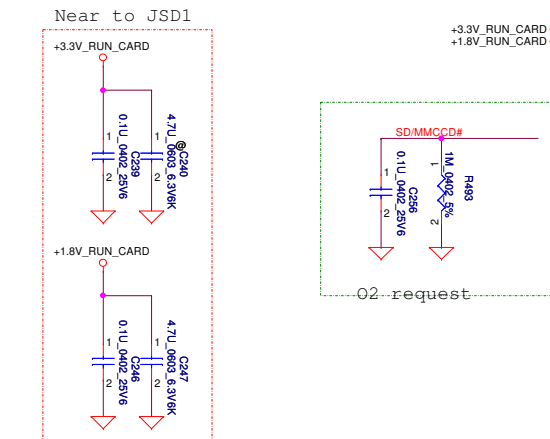 Near to JSD1
+3.3V_RUN_CARD
1
2
0.1U_0402_25V6
C239
1
2
4.7U_0603_6.3V6K
@
C240
+1.8V_RUN_CARD
1
2
0.1U_0402_25V6
C246
1
2
4.7U_0603_6.3V6K
C247
+3.3V_RUN_CARD
+1.8V_RUN_CARD
SD/MMCCD#
1
2
0.1U_0402_25V6
C256
1
2
1M_0402_5%
R493
O2 request